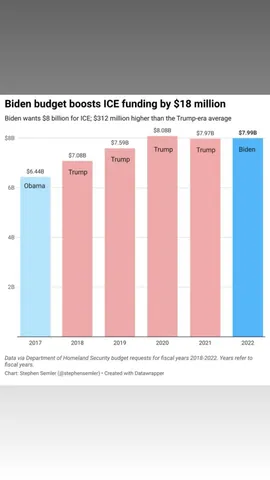 Biden budget boosts ICE funding by $18 million
Biden wants $8 billion for ICE; $312 million higher than the Trump-era average
$8B
6B
4B
2B
$6.44B
$7.08B
$7.59B
$8.08B
$7.97B
$7.99B
Obama
Trump
Trump
Trump
Trump
Biden
2017
2018
2019
2020
2021
2022
Data via Department of Homeland Security budget requests for fiscal years 2018-2022. Years refer to
fiscal years.
Chart: Stephen Semler (@stephensemler) • Created with Datawrapper